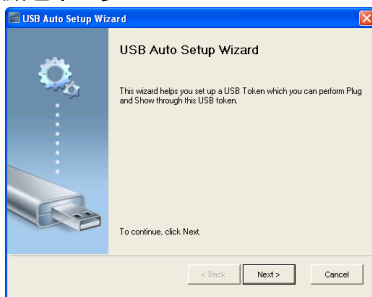 USB Auto Setup Wizard
USB Auto Setup Wizard
This wizard helps you set up a USB Token which you can perform Plug
and Show through this USB token.
To continue, click Next.
< Back Next > Cancel